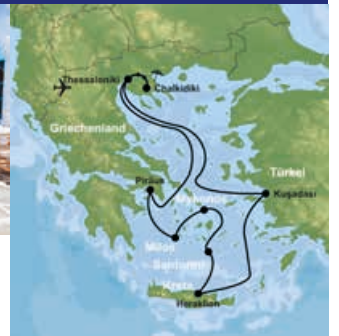 Thessaloniki
Chalkidiki
Griechenland
Türkei
Piräus
Mykonos
Kuşadası
Milos
Santorini
Kreta
Heraklion